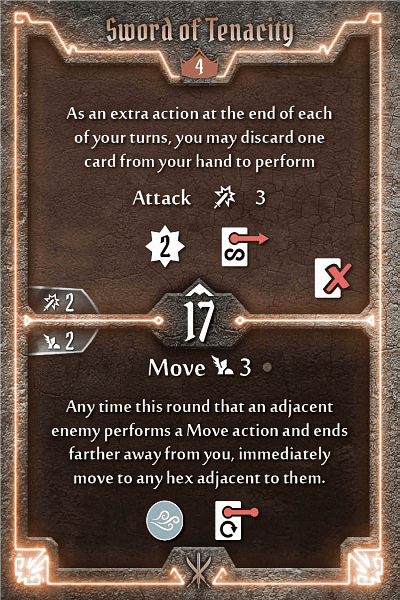 Sword of Tenacity
4
As an extra action at the end of each
of your turns, you may discard one
card from your hand to perform
Attack 3
2
2
17
2
Move 3
Any time this round that an adjacent
enemy performs a Move action and ends
farther away from you, immediately
move to any hex adjacent to them.